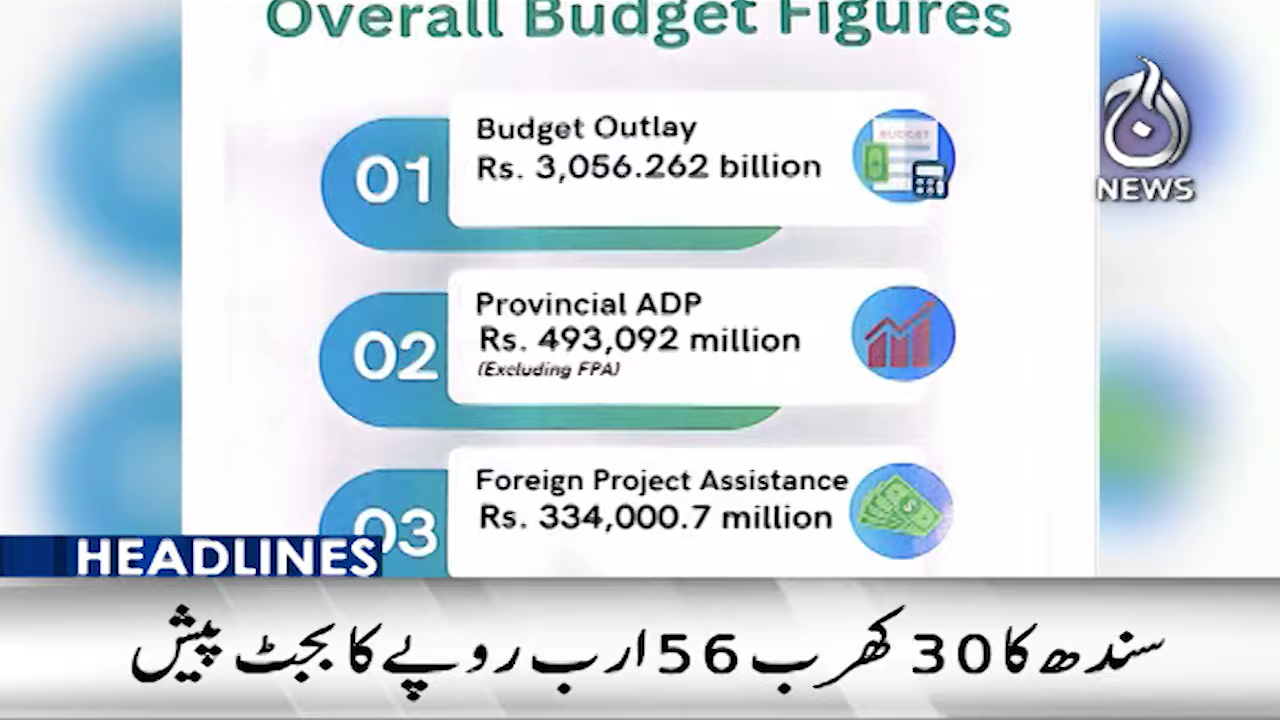 Overall Budget Figures
01
Budget Outlay
Rs. 3,056.262 billion
BUDGET
آج
NEWS
02
Provincial ADP
Rs. 493,092 million
(Excluding FPA)
03
Foreign Project Assistance
Rs. 334,000.7 million
HEADLINES
سندھ کا 30 کھرب 56 ارب روپے کا بجٹ پیش